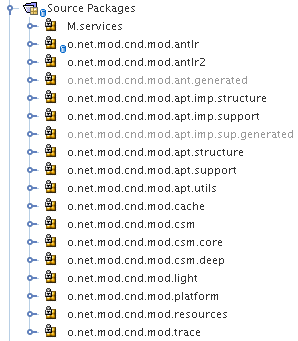 Source Packages
M.services
o.net.mod.cnd.mod.antlr
o.net.mod.cnd.mod.antlr2
o.net.mod.cnd.mod.ant.generated
o.net.mod.cnd.mod.apt.imp.structure
o.net.mod.cnd.mod.apt.imp.support
o.net.mod.cnd.mod.apt.imp.sup.generated
o.net.mod.cnd.mod.apt.structure
o.net.mod.cnd.mod.apt.support
o.net.mod.cnd.mod.apt.utils
o.net.mod.cnd.mod.cache
o.net.mod.cnd.mod.csm
o.net.mod.cnd.mod.csm.core
o.net.mod.cnd.mod.csm.deep
o.net.mod.cnd.mod.light
o.net.mod.cnd.mod.platform
o.net.mod.cnd.mod.resources
o.net.mod.cnd.mod.trace